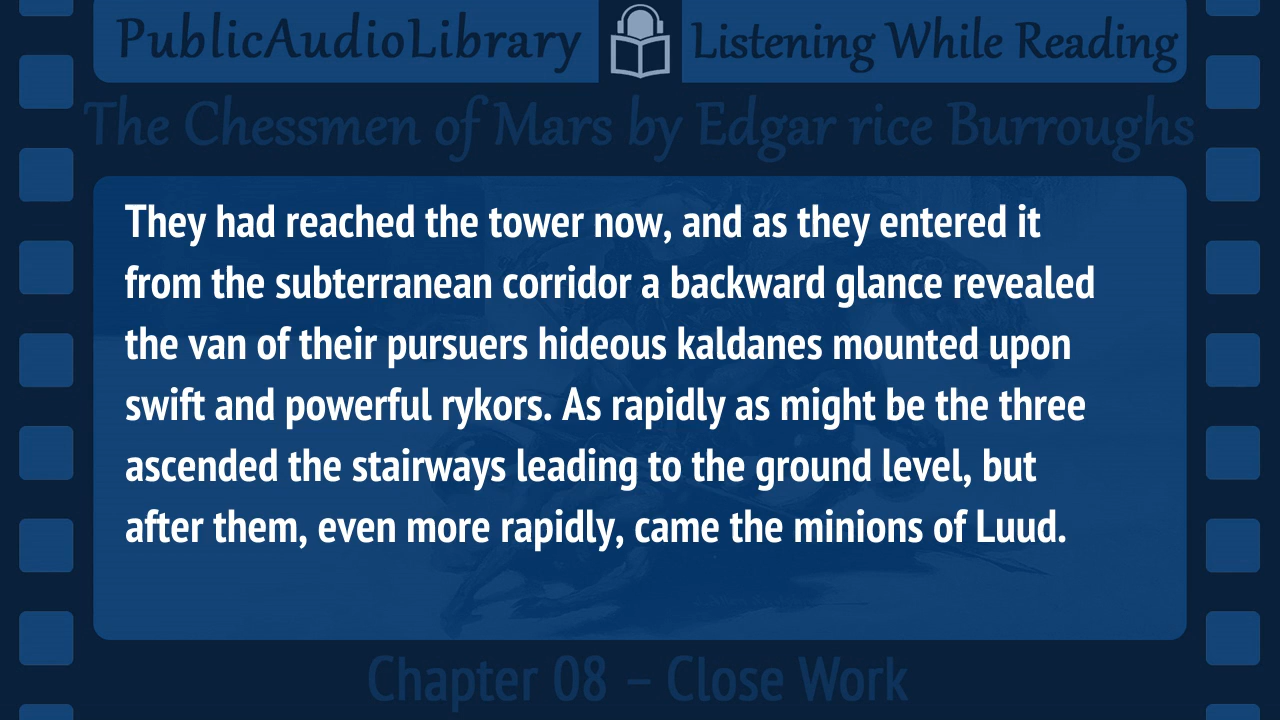 PublicAudioLibrary Listening While Reading
The Chessmen of Mars by Edgar rice Burroughs
They had reached the tower now, and as they entered it
from the subterranean corridor a backward glance revealed
the van of their pursuers hideous kaldanes mounted upon
swift and powerful rykors. As rapidly as might be the three
ascended the stairways leading to the ground level, but
after them, even more rapidly, came the minions of Luud.
Chapter 08 – Close Work